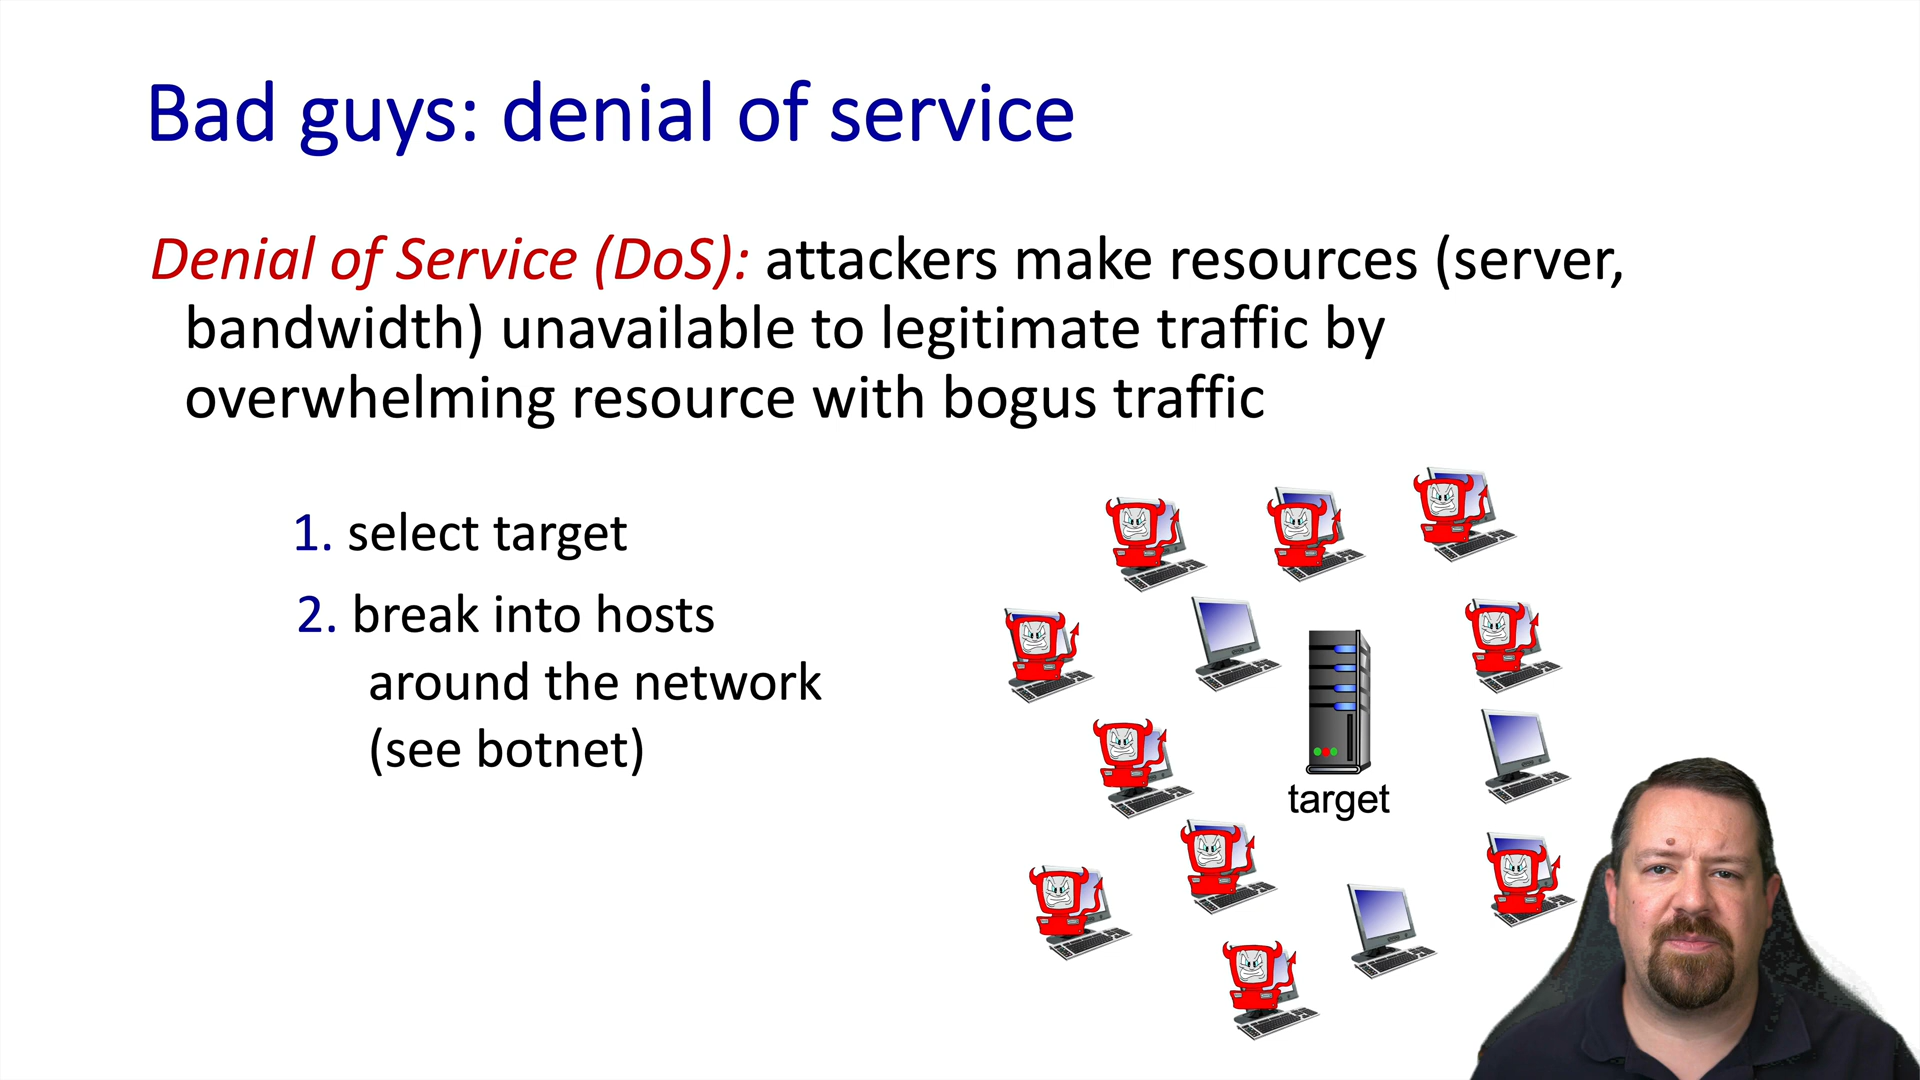 Bad guys: denial of service
Denial of Service (DoS): attackers make resources (server,
bandwidth) unavailable to legitimate traffic by
overwhelming resource with bogus traffic
1. select target
2. break into hosts
around the network
(see botnet)
target